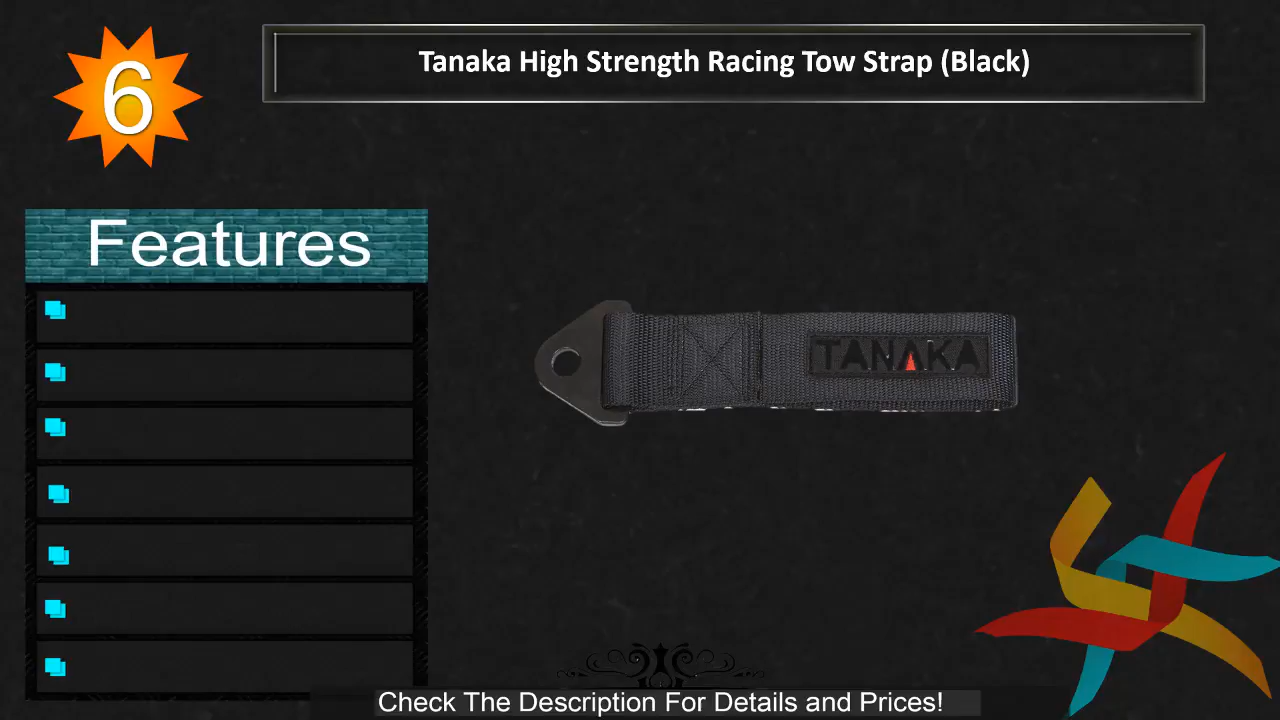 6
Tanaka High Strength Racing Tow Strap (Black)
Features
TANAKA
Check The Description For Details and Prices!